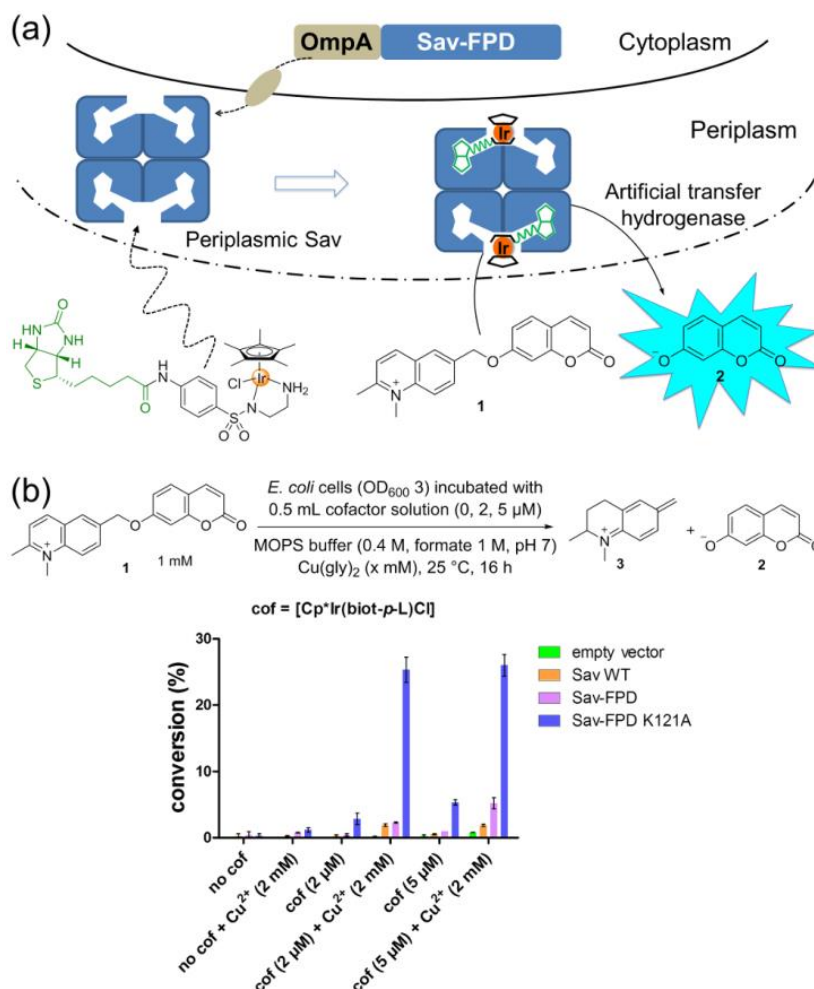 (a)
OmpA
Sav-FPD
Cytoplasm
Periplasm
Ir
Ir
Artificial transfer
hydrogenase
Periplasmic Sav
O
HN
NH
H
H
S
O
H
N
Cl
Ir
NH₂
N
S
O
O
O
O
O
N
+
1
⁻O
O
O
2
(b)
O
O
O
N
+
1
1 mM
E. coli cells (OD₆₀₀ 3) incubated with
0.5 mL cofactor solution (0, 2, 5 µM)
MOPS buffer (0.4 M, formate 1 M, pH 7)
Cu(gly)₂ (x mM), 25 °C, 16 h
N
+
3
+
⁻O
O
O
2
cof = [Cp*Ir(biot-p-L)Cl]
conversion (%)
30
20
10
0
empty vector
Sav WT
Sav-FPD
Sav-FPD K121A
no cof
no cof + Cu²⁺ (2 mM)
cof (2 µM)
cof (2 µM) + Cu²⁺ (2 mM)
cof (5 µM)
cof (5 µM) + Cu²⁺ (2 mM)